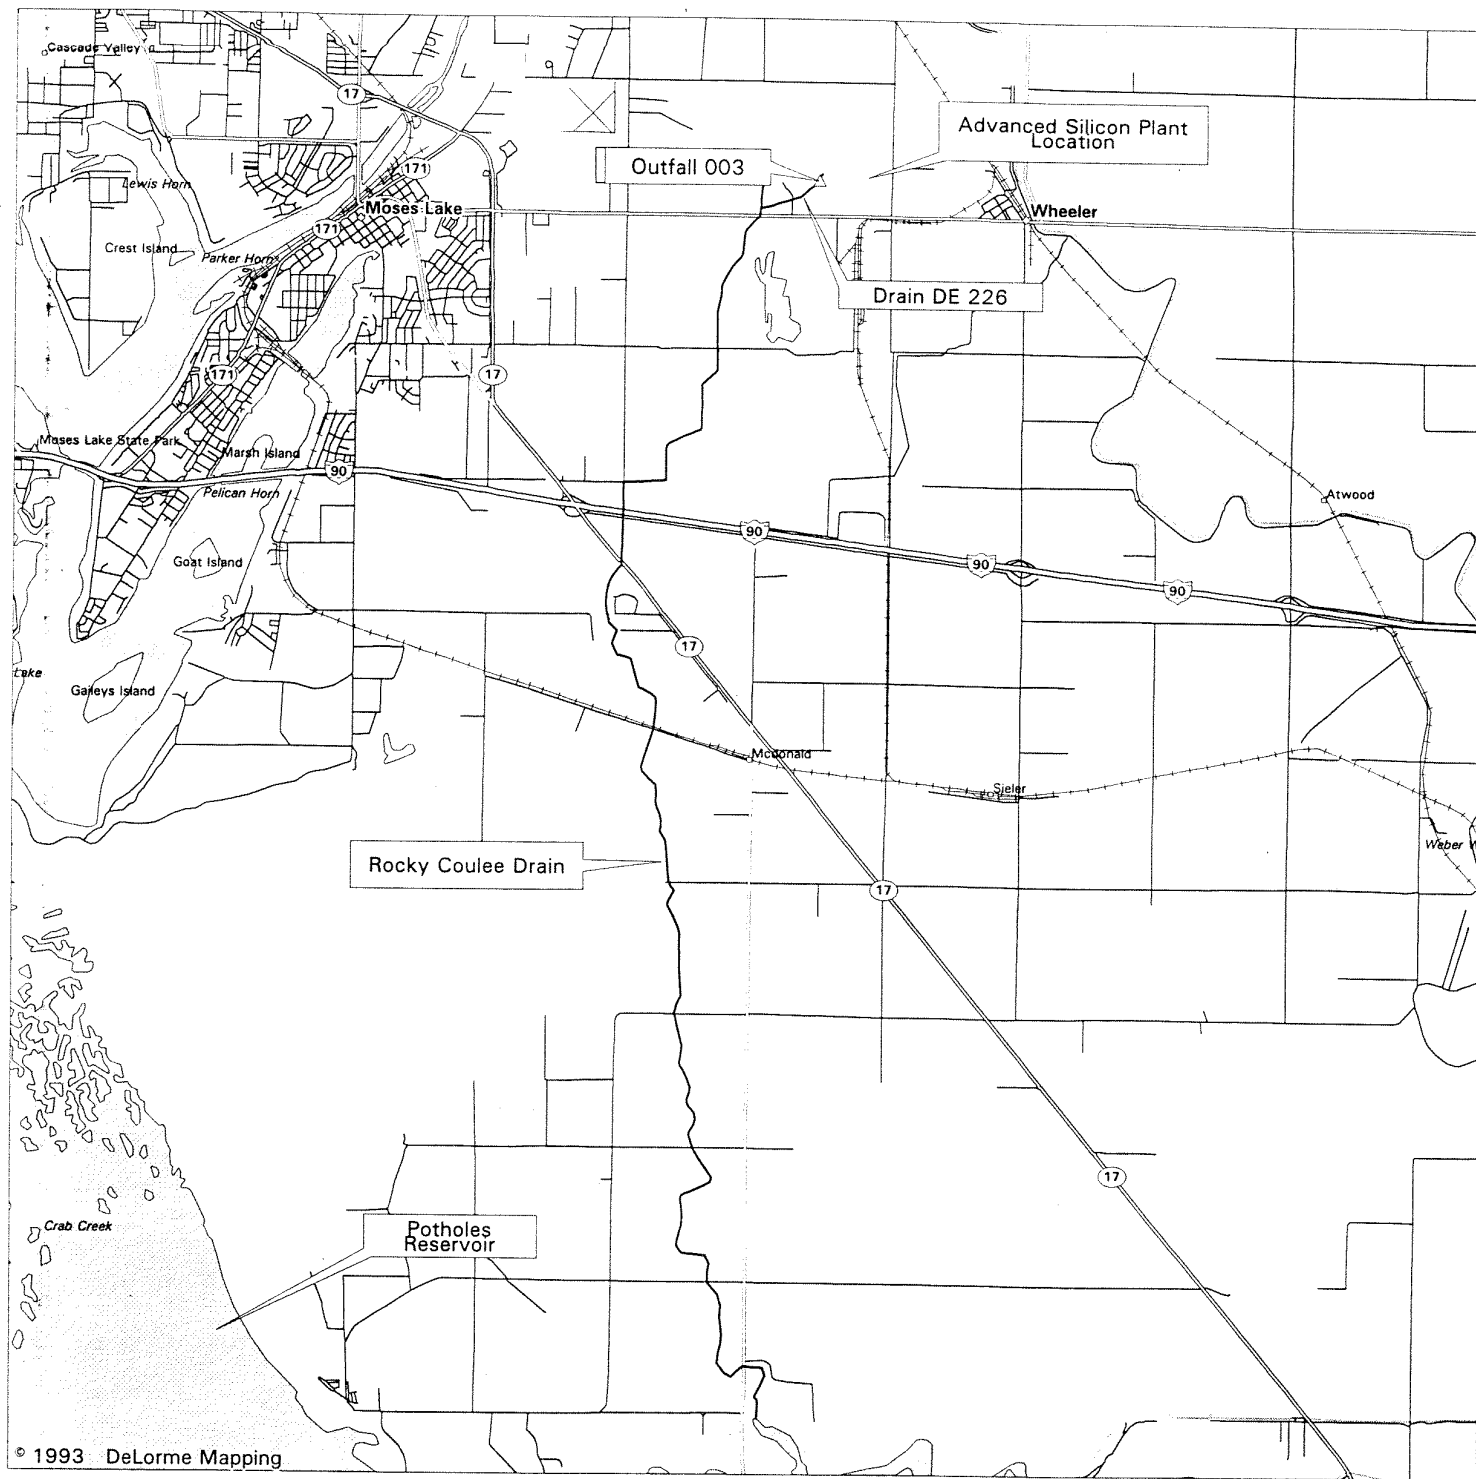 Cascade Valley
17
Advanced Silicon Plant
Location
Outfall 003
171
Lewis Horn
Moses Lake
Wheeler
171
Crest Island
Parker Horn
Drain DE 226
171
17
Moses Lake State Park
Marsh Island
90
Pelican Horn
Atwood
90
Goat Island
90
90
17
Lake
Gaileys Island
Mcdonald
Sieler
Weber W
Rocky Coulee Drain
17
17
Crab Creek
Potholes
Reservoir
© 1993 DeLorme Mapping